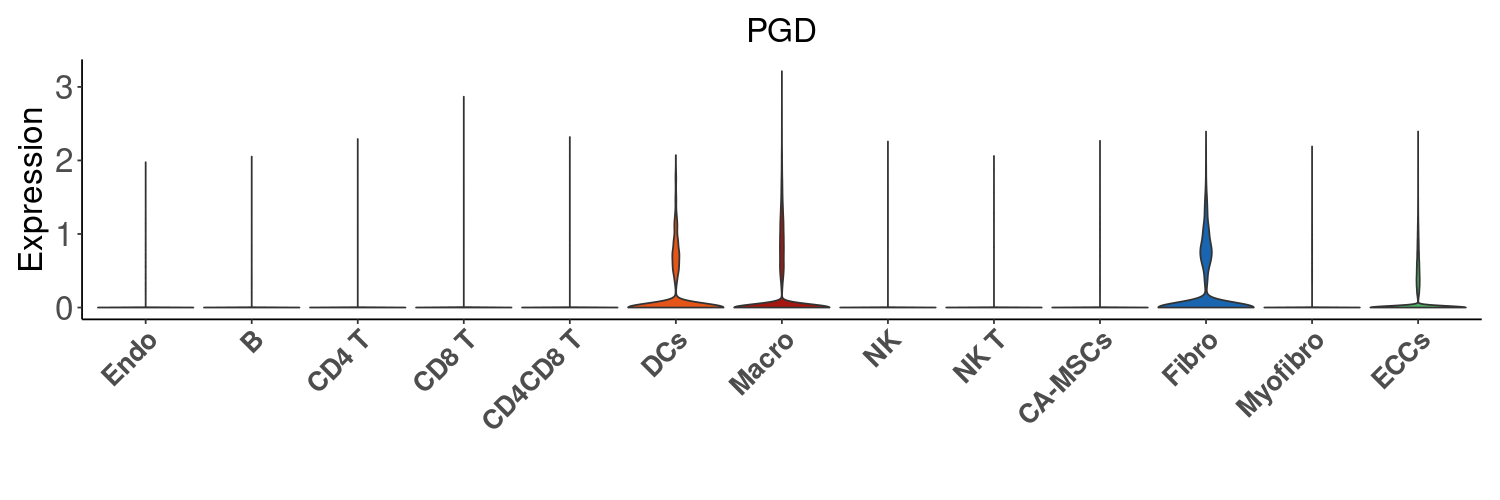 PGD
Expression
3
2
1
0
Endo
B
CD4 T
CD8 T
CD4CD8 T
DCs
Macro
NK
NK T
CA-MSCs
Fibro
Myofibro
ECCs